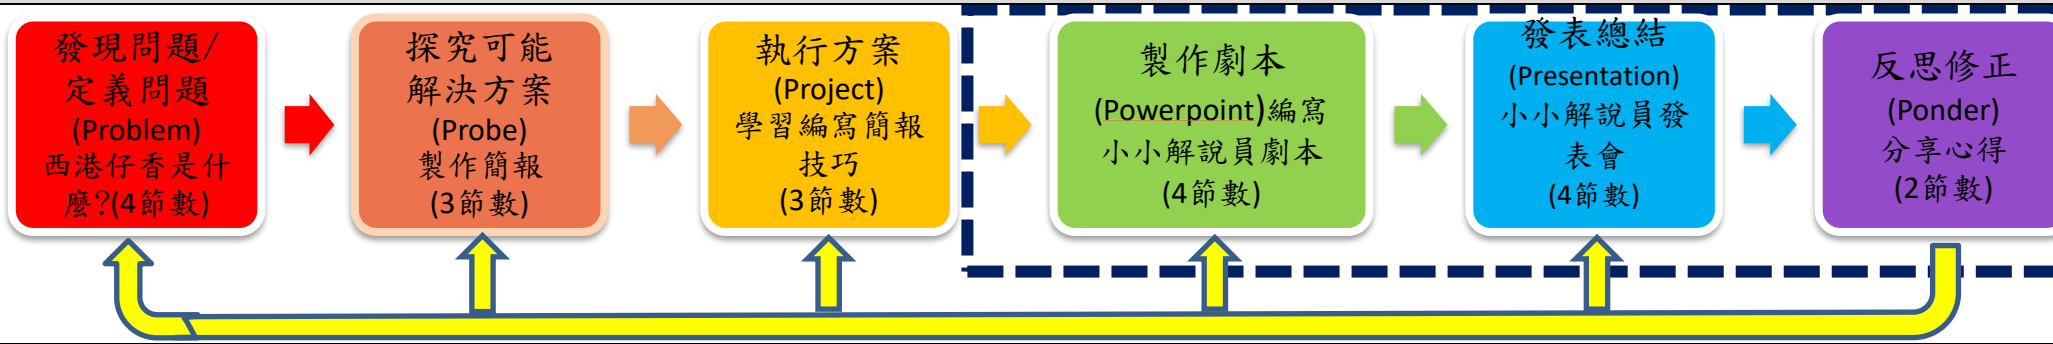 發現問題/
定義問題
(Problem)
西港仔香是什
麼?(4節數)
探究可能
解決方案
(Probe)
製作簡報
(3節數)
執行方案
(Project)
學習編寫簡報
技巧
(3節數)
製作劇本
(Powerpoint)編寫
小小解說員劇本
(4節數)
發表總結
(Presentation)
小小解說員發
表會
(4節數)
反思修正
(Ponder)
分享心得
(2節數)